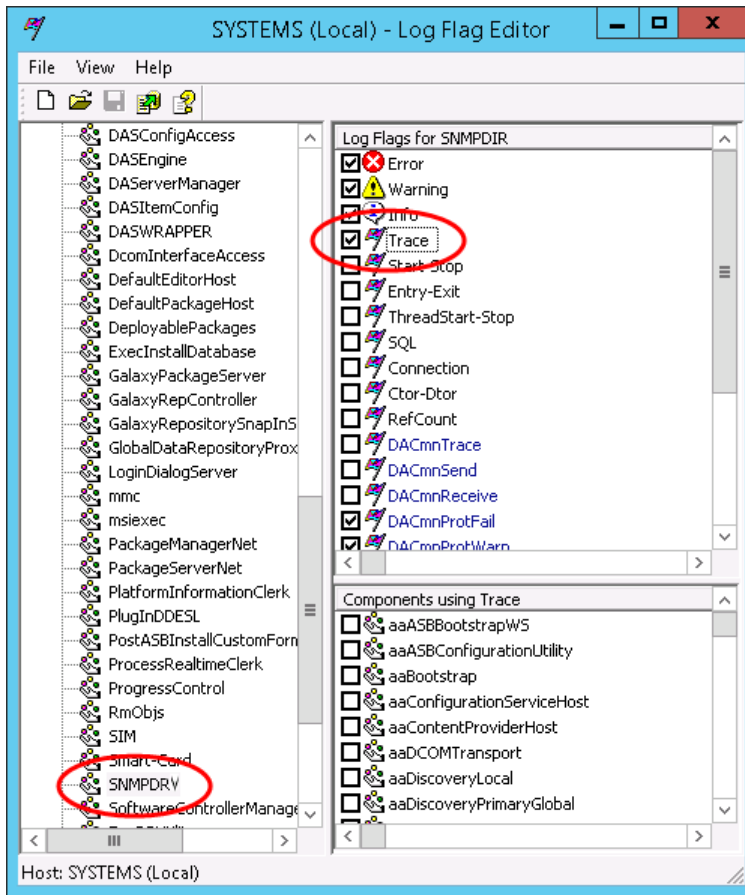 SYSTEMS (Local) - Log Flag Editor
File View Help
DASConfigAccess
DASEngine
DAServerManager
DASItemConfig
DASWRAPPER
DcomInterfaceAccess
DefaultEditorHost
DefaultPackageHost
DeployablePackages
ExecInstallDatabase
GalaxyPackageServer
GalaxyRepController
GalaxyRepositorySnapInS
GlobalDataRepositoryProx
LoginDialogServer
mmc
msiexec
PackageManagerNet
PackageServerNet
PlatformInformationClerk
PlugInDDESL
PostASBInstallCustomForn
ProcessRealtimeClerk
ProgressControl
RmObjs
SIM
Smart-Card
SNMPDRV
SoftwareControllerManage
Log Flags for SNMPDIR
Error
Warning
Info
Trace
Start-Stop
Entry-Exit
ThreadStart-Stop
SQL
Connection
Ctor-Dtor
RefCount
DACmnTrace
DACmnSend
DACmnReceive
DACmnProtFail
DACmnProtWarn
Components using Trace
aaASBBootstrapWS
aaASBConfigurationUtility
aaBootstrap
aaConfigurationServiceHost
aaContentProviderHost
aaDCOMTransport
aaDiscoveryLocal
aaDiscoveryPrimaryGlobal
Host: SYSTEMS (Local)